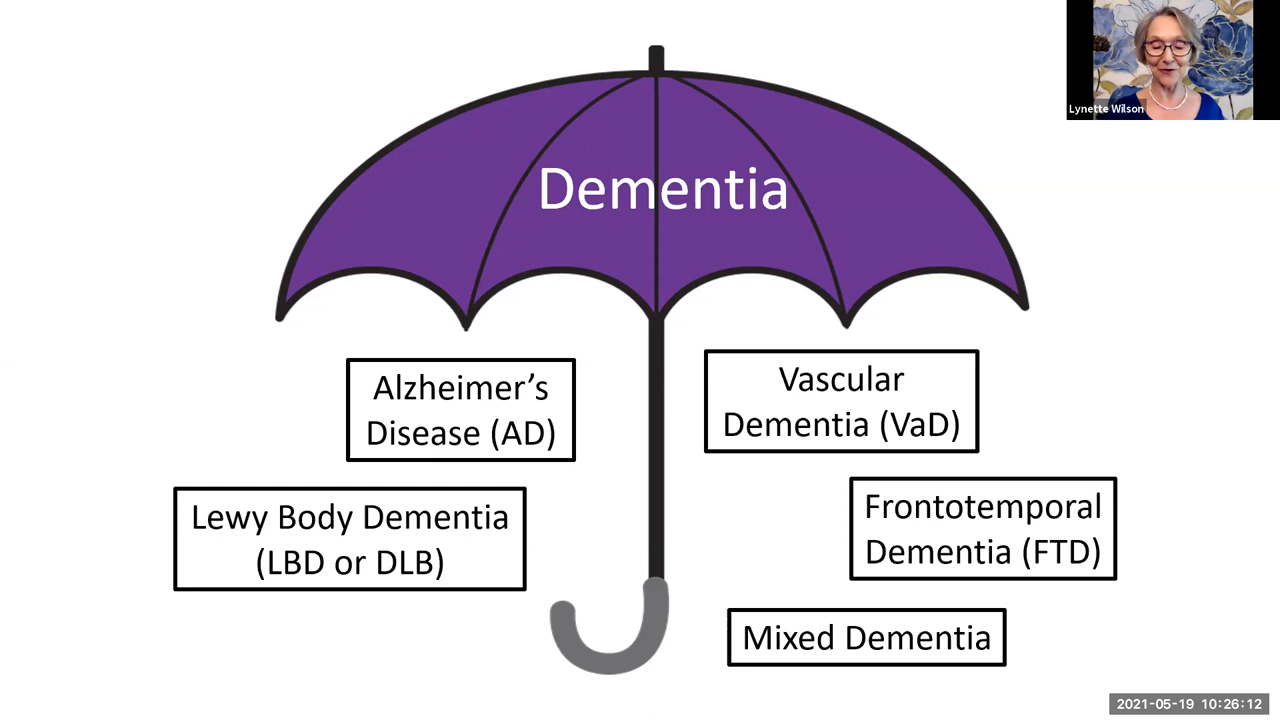 Lynette Wilson
Dementia
Alzheimer’s
Disease (AD)
Vascular
Dementia (VaD)
Lewy Body Dementia
(LBD or DLB)
Frontotemporal
Dementia (FTD)
Mixed Dementia
2021-05-19 10:26:12